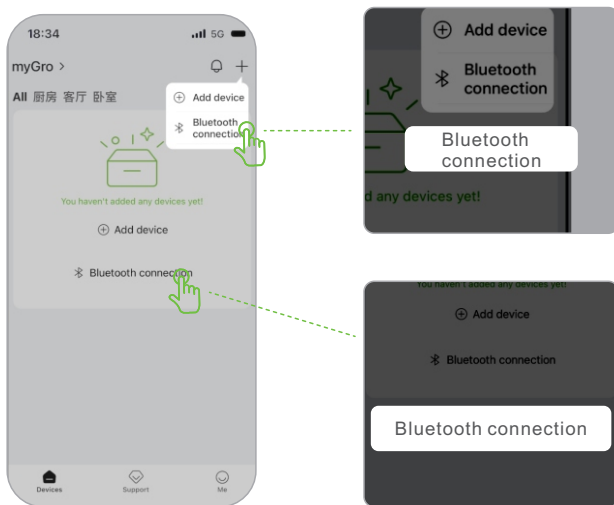 18:34
5G
myGro >
All 厨房 客厅 卧室
Add device
Bluetooth
connection
You haven't added any devices yet!
Add device
Bluetooth connection
Devices
Support
Me
Add device
Bluetooth
connection
Bluetooth
connection
d any devices yet!
You haven't added any devices yet!
Add device
Bluetooth connection
Bluetooth connection